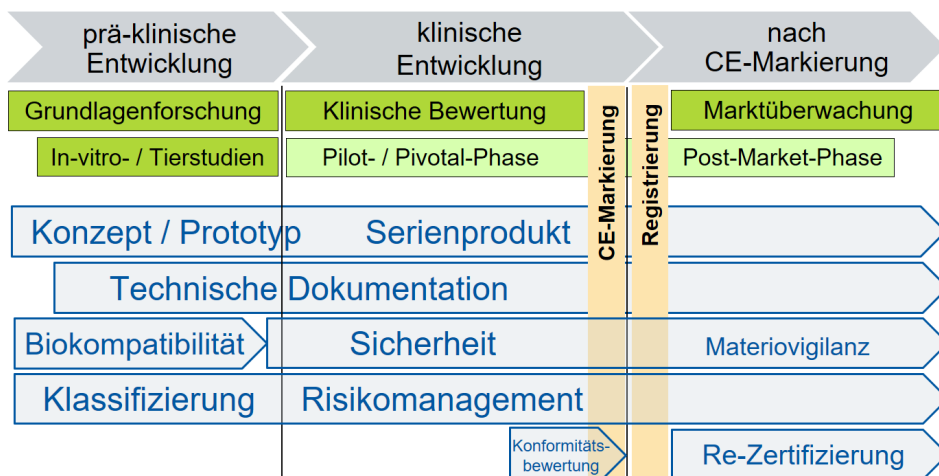 prä-klinische
Entwicklung
klinische
Entwicklung
nach
CE-Markierung
Grundlagenforschung
Klinische Bewertung
Marktüberwachung
In-vitro- / Tierstudien
Pilot- / Pivotal-Phase
Post-Market-Phase
CE-Markierung
Registrierung
Konzept / Prototyp
Serienprodukt
Technische Dokumentation
Biokompatibilität
Sicherheit
Materiovigilanz
Klassifizierung
Risikomanagement
Konformitäts-
bewertung
Re-Zertifizierung